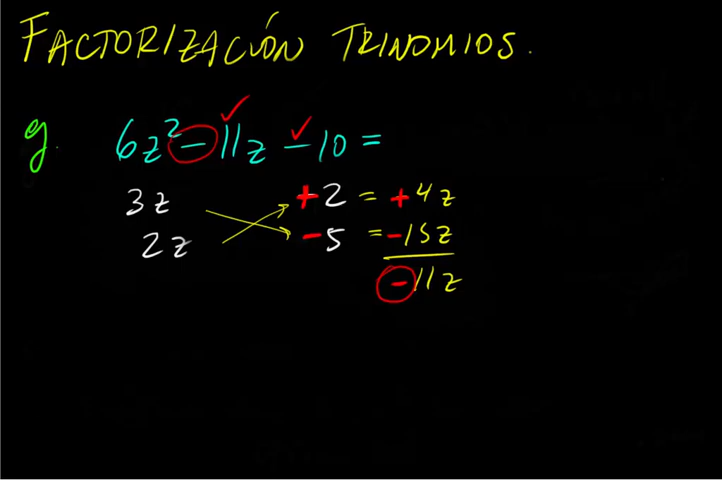 FACTORIZACIÓN TRINOMIOS.
g. 6z² - 11z - 10 =
3z +2 = +4z
2z -5 = -15z
-11z